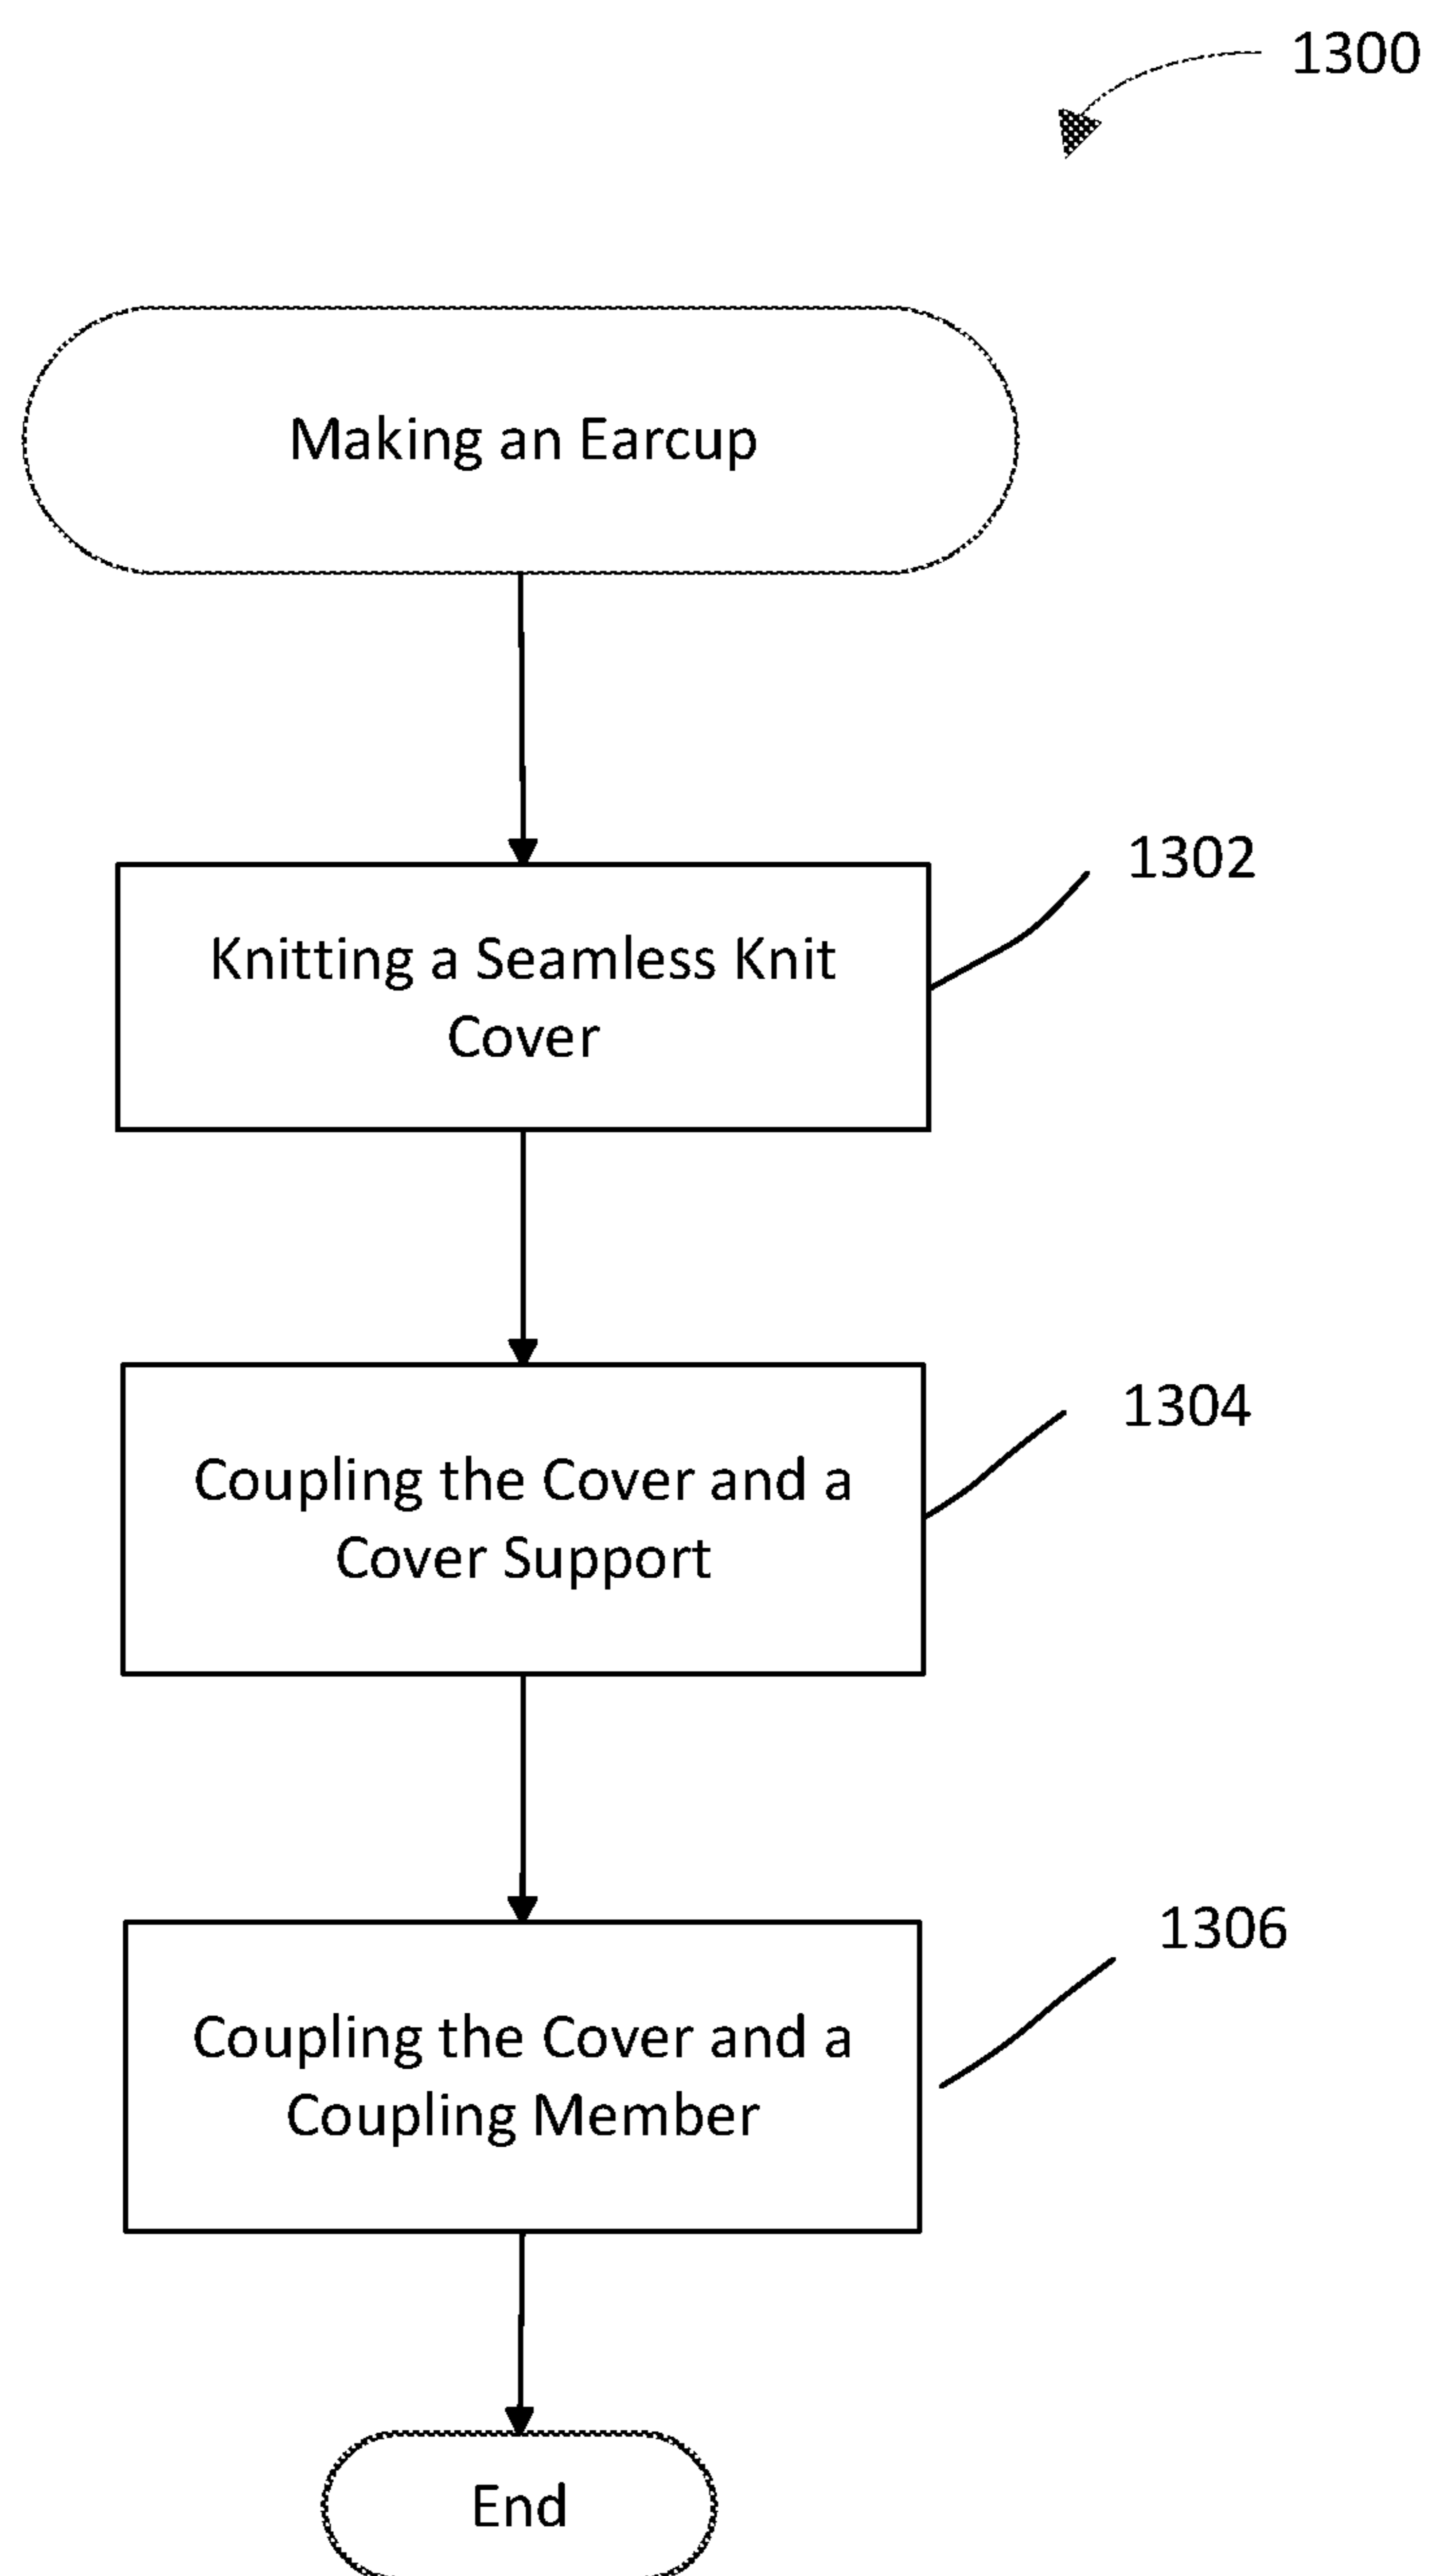 1300
Making an Earcup
1302
Knitting a Seamless Knit
Cover
1304
Coupling the Cover and a
Cover Support
1306
Coupling the Cover and a
Coupling Member
End